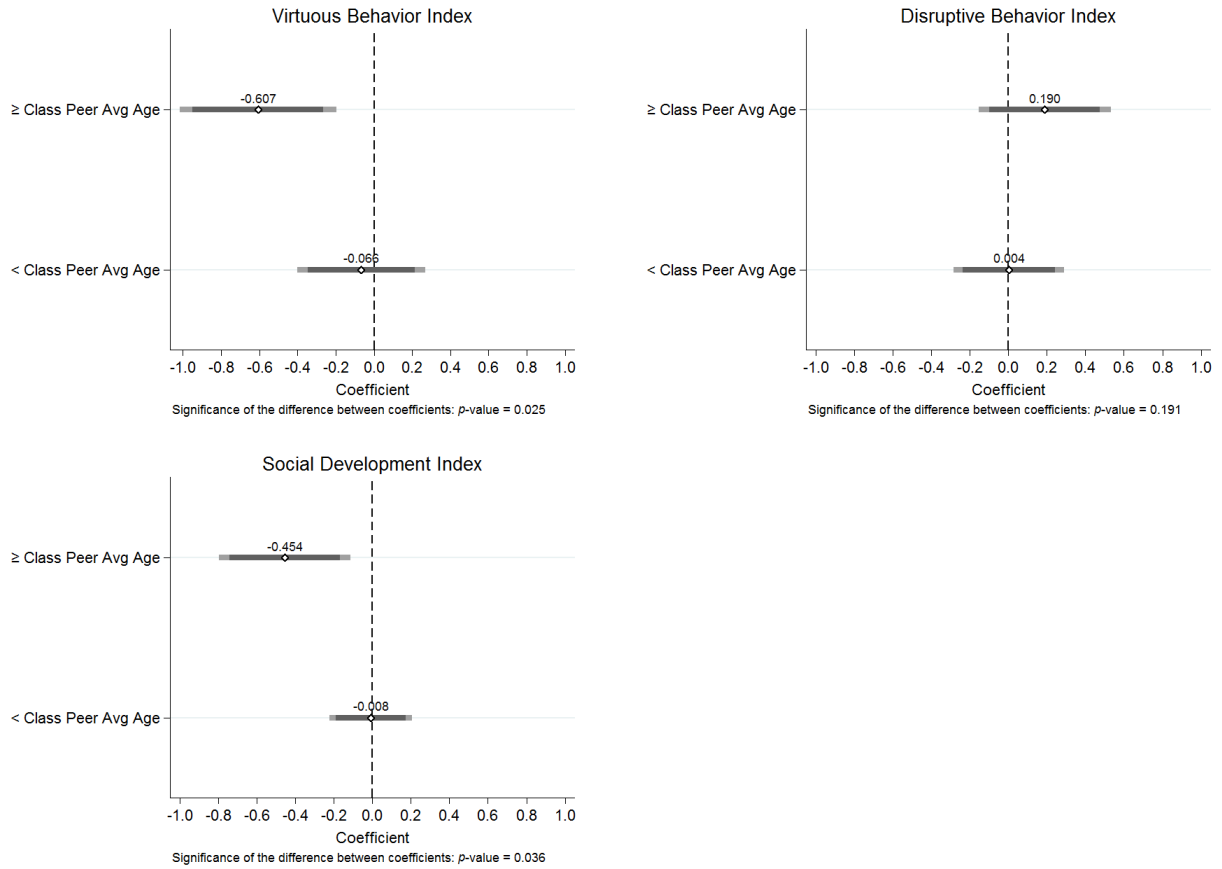 Virtuous Behavior Index
-0.607
≥ Class Peer Avg Age
-0.066
< Class Peer Avg Age
-1.0 -0.8 -0.6 -0.4 -0.2 0.0 0.2 0.4 0.6 0.8 1.0
Coefficient
Significance of the difference between coefficients: p-value = 0.025
Disruptive Behavior Index
0.190
≥ Class Peer Avg Age
0.004
< Class Peer Avg Age
-1.0 -0.8 -0.6 -0.4 -0.2 0.0 0.2 0.4 0.6 0.8 1.0
Coefficient
Significance of the difference between coefficients: p-value = 0.191
Social Development Index
-0.454
≥ Class Peer Avg Age
-0.008
< Class Peer Avg Age
-1.0 -0.8 -0.6 -0.4 -0.2 0.0 0.2 0.4 0.6 0.8 1.0
Coefficient
Significance of the difference between coefficients: p-value = 0.036